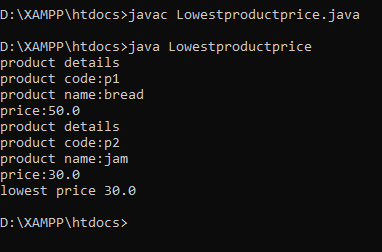 D:\XAMPP\htdocs>javac Lowestproductprice.java
D:\XAMPP\htdocs>java Lowestproductprice
product details
product code:p1
product name:bread
price:50.0
product details
product code:p2
product name:jam
price:30.0
lowest price 30.0
D:\XAMPP\htdocs>